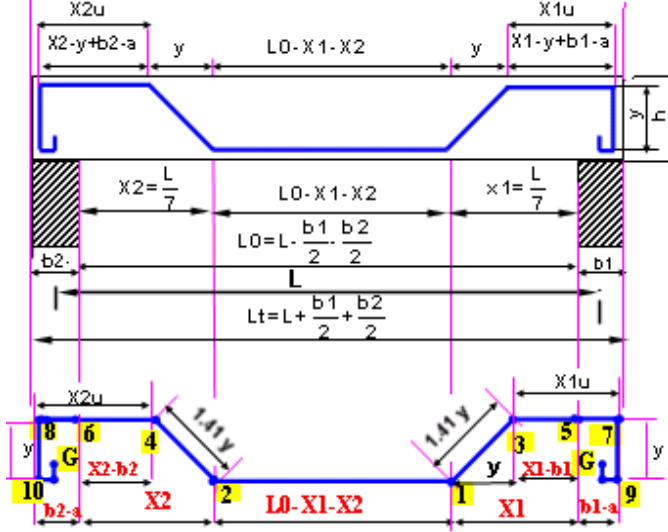 X2u X1u
X2-y+b2-a y L0-X1-X2 y X1-y+b1-a
y h
X2=L/7 L0-X1-X2 x1=L/7
L0=L-b1/2-b2/2
b2- b1
L
Lt=L+b1/2+b2/2
X2u X1u
1.41 y 1.41 y
8 6 4 3 5 7
y G X2-b2 y X1-b1 G y
10 2 1 9
b2-a X2 L0-X1-X2 X1 b1-a